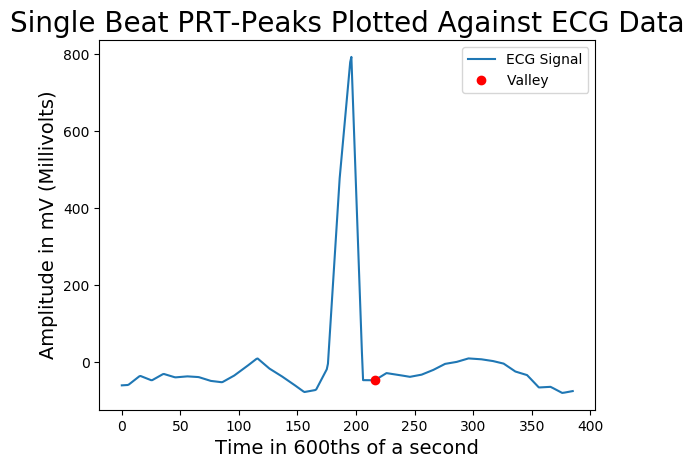 Single Beat PRT-Peaks Plotted Against ECG Data
ECG Signal
Valley
Amplitude in mV (Millivolts)
800
600
400
200
0
0 50 100 150 200 250 300 350 400
Time in 600ths of a second